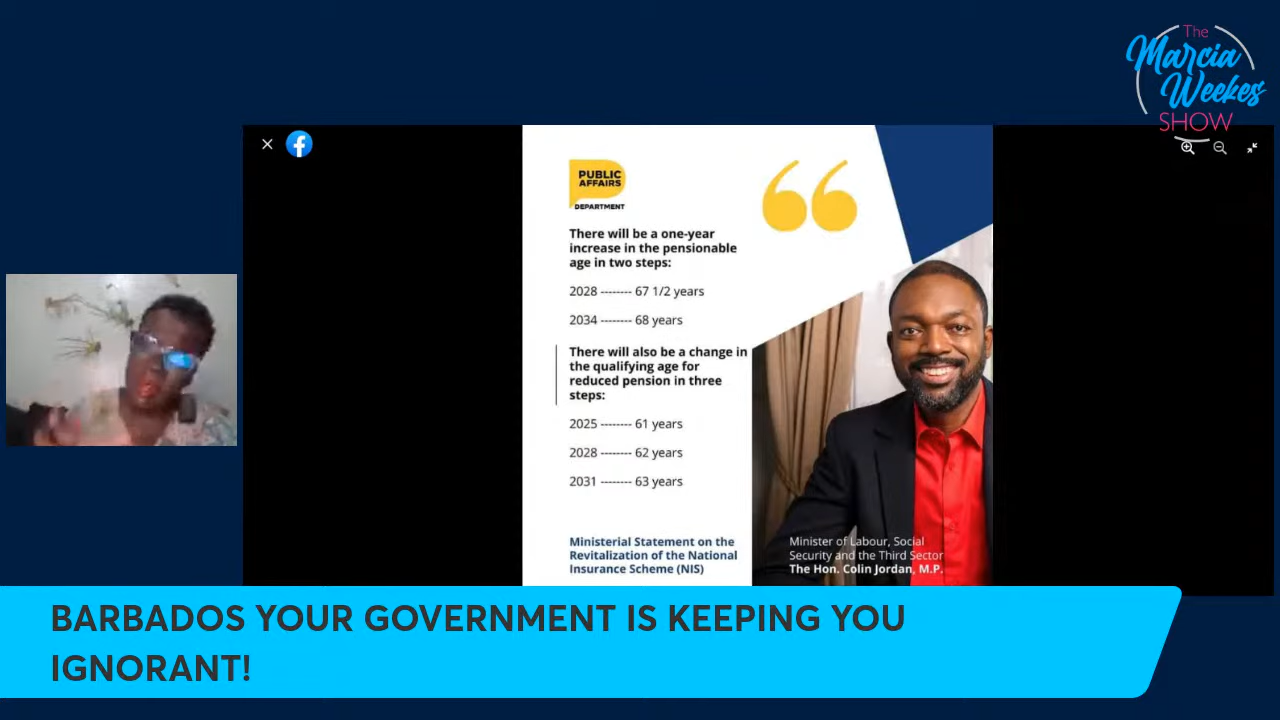 The
Marcia
Weekes
SHOW
PUBLIC
AFFAIRS
DEPARTMENT
There will be a one-year
increase in the pensionable
age in two steps:
2028 -------- 67 1/2 years
2034 -------- 68 years
There will also be a change in
the qualifying age for
reduced pension in three
steps:
2025 -------- 61 years
2028 -------- 62 years
2031 -------- 63 years
Ministerial Statement on the
Revitalization of the National
Insurance Scheme (NIS)
Minister of Labour, Social
Security and the Third Sector
The Hon. Colin Jordan, M.P.
BARBADOS YOUR GOVERNMENT IS KEEPING YOU
IGNORANT!